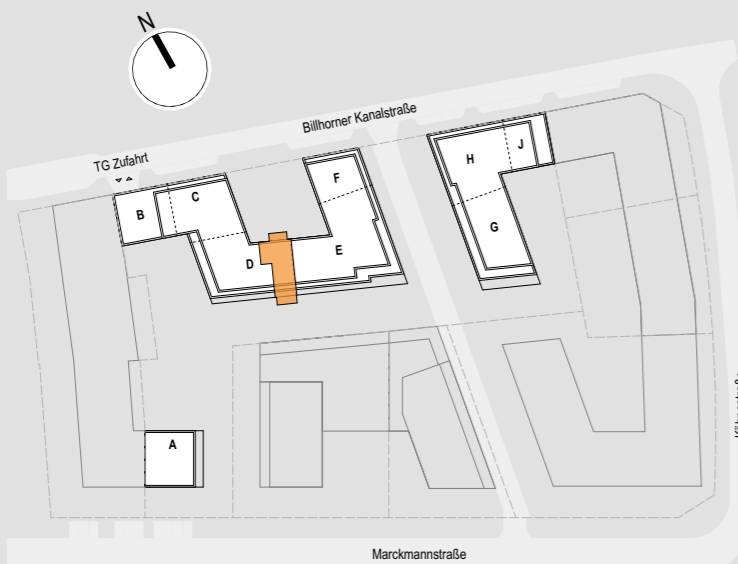 N
Billhorner Kanalstraße
TG Zufahrt
F
H
J
B
C
G
D
E
A
Marckmannstraße